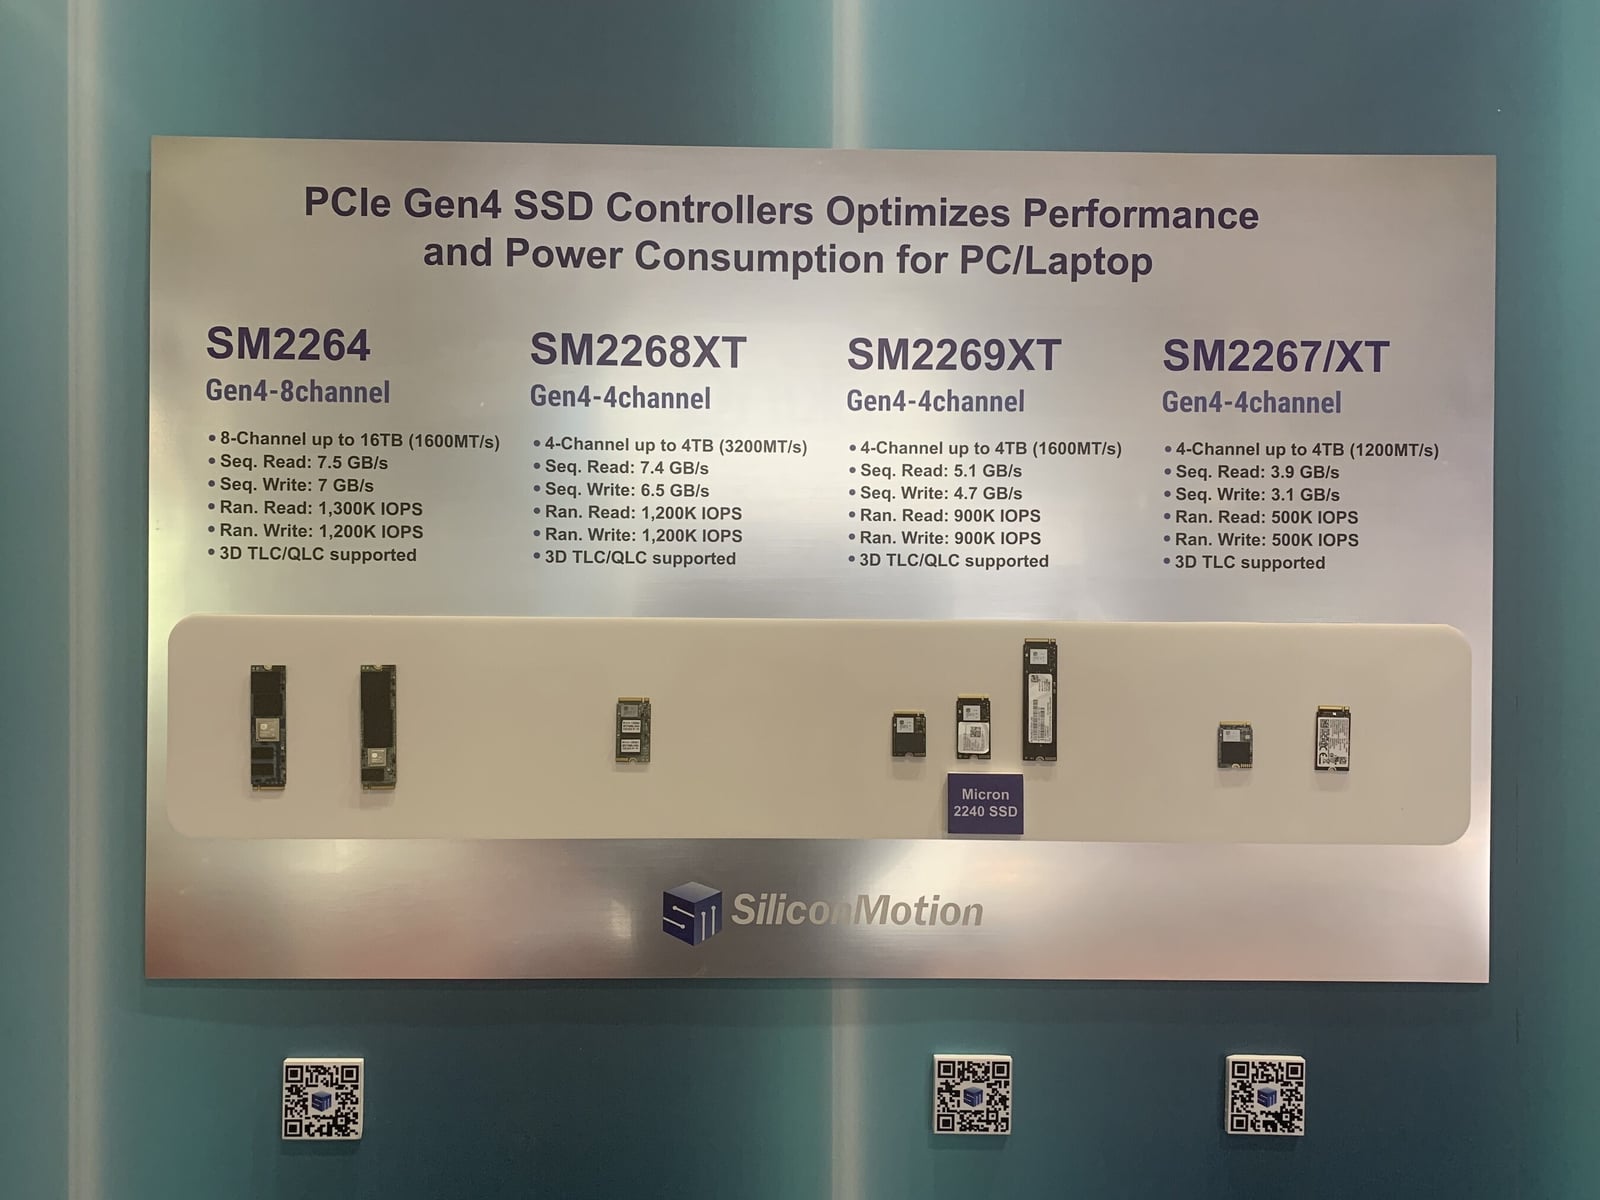 PCIe Gen4 SSD Controllers Optimizes Performance
and Power Consumption for PC/Laptop
SM2264
Gen4-8channel
• 8-Channel up to 16TB (1600MT/s)
• Seq. Read: 7.5 GB/s
• Seq. Write: 7 GB/s
• Ran. Read: 1,300K IOPS
• Ran. Write: 1,200K IOPS
• 3D TLC/QLC supported
SM2268XT
Gen4-4channel
• 4-Channel up to 4TB (3200MT/s)
• Seq. Read: 7.4 GB/s
• Seq. Write: 6.5 GB/s
• Ran. Read: 1,200K IOPS
• Ran. Write: 1,200K IOPS
• 3D TLC/QLC supported
SM2269XT
Gen4-4channel
• 4-Channel up to 4TB (1600MT/s)
• Seq. Read: 5.1 GB/s
• Seq. Write: 4.7 GB/s
• Ran. Read: 900K IOPS
• Ran. Write: 900K IOPS
• 3D TLC/QLC supported
SM2267/XT
Gen4-4channel
• 4-Channel up to 4TB (1200MT/s)
• Seq. Read: 3.9 GB/s
• Seq. Write: 3.1 GB/s
• Ran. Read: 500K IOPS
• Ran. Write: 500K IOPS
• 3D TLC supported
Micron
2240 SSD
SiliconMotion